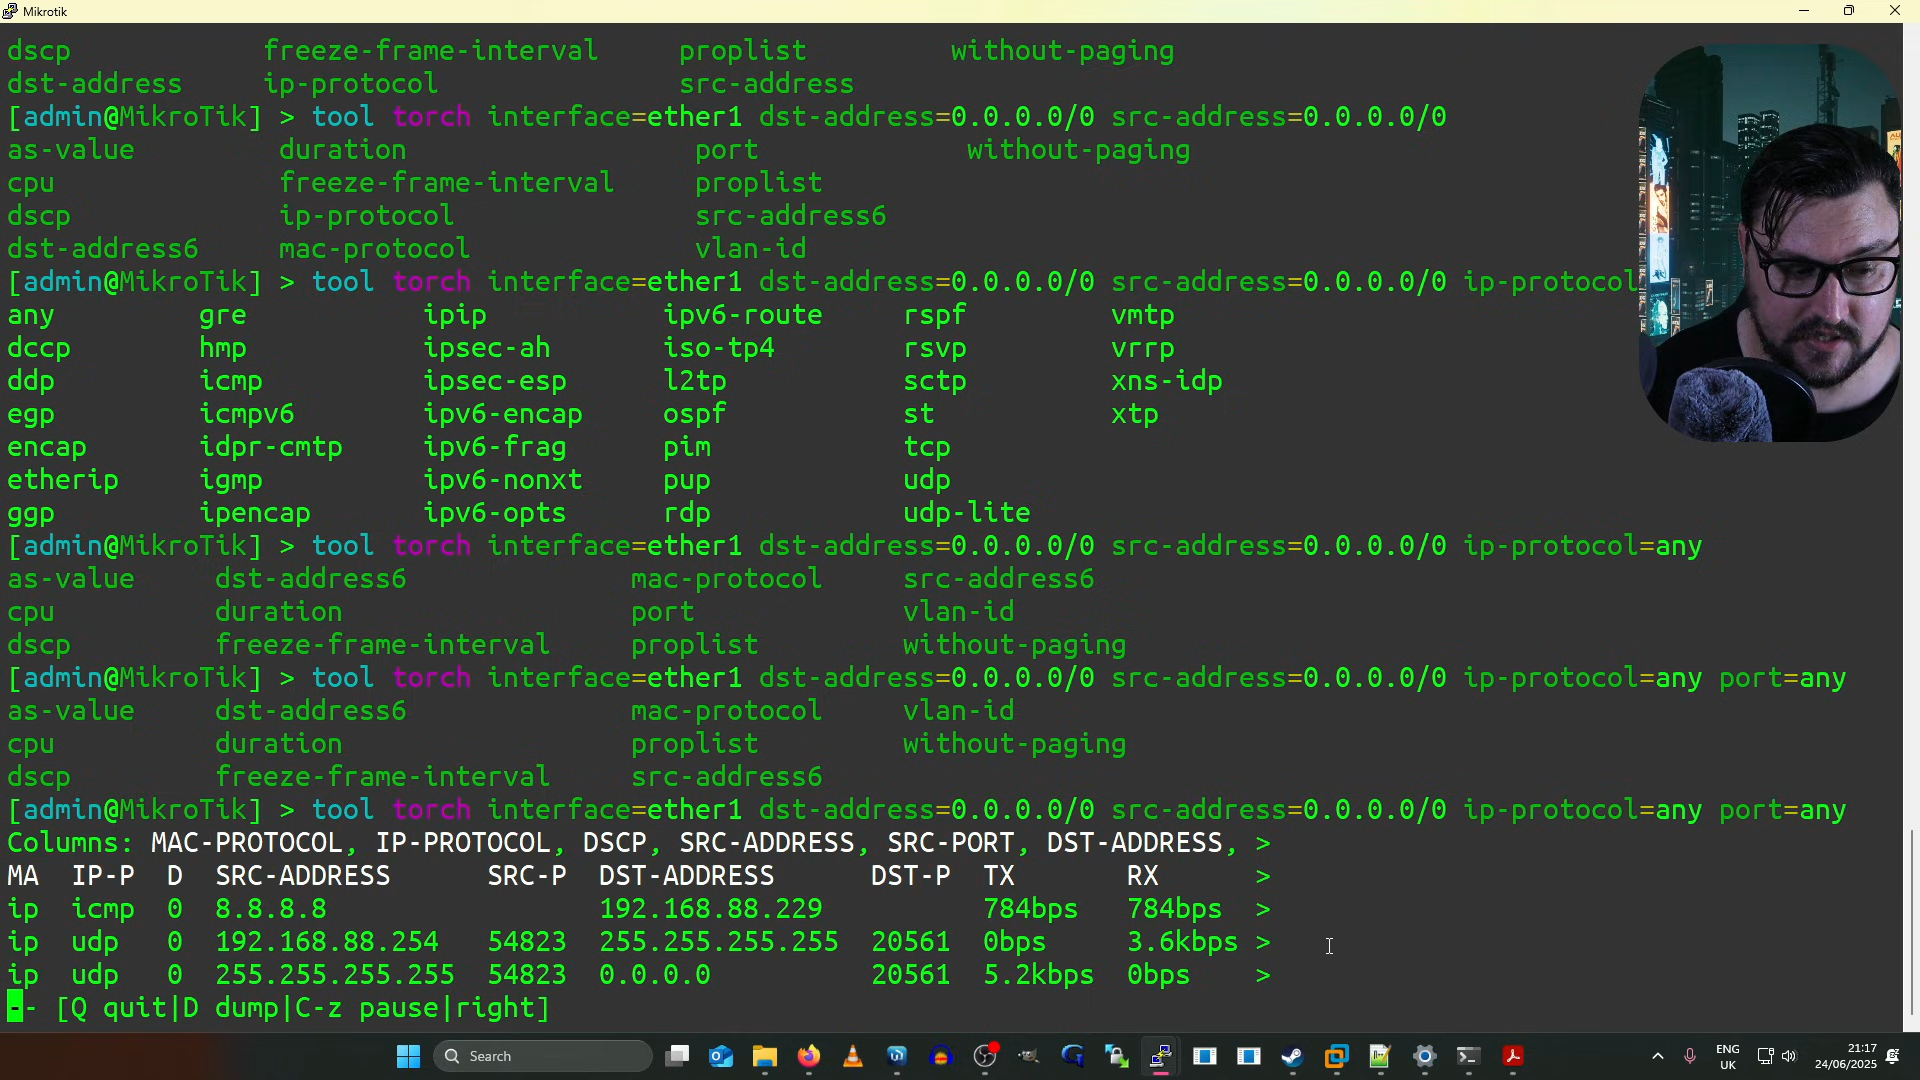 Mikrotik
dscp freeze-frame-interval proplist without-paging
dst-address ip-protocol src-address
[admin@MikroTik] > tool torch interface=ether1 dst-address=0.0.0.0/0 src-address=0.0.0.0/0
as-value duration port without-paging
cpu freeze-frame-interval proplist
dscp ip-protocol src-address6
dst-address6 mac-protocol vlan-id
[admin@MikroTik] > tool torch interface=ether1 dst-address=0.0.0.0/0 src-address=0.0.0.0/0 ip-protocol
any gre ipip ipv6-route rspf vmtp
dccp hmp ipsec-ah iso-tp4 rsvp vrrp
ddp icmp ipsec-esp l2tp sctp xns-idp
egp icmpv6 ipv6-encap ospf st xtp
encap idpr-cmtp ipv6-frag pim tcp
etherip igmp ipv6-nonxt pup udp
ggp ipencap ipv6-opts rdp udp-lite
[admin@MikroTik] > tool torch interface=ether1 dst-address=0.0.0.0/0 src-address=0.0.0.0/0 ip-protocol=any
as-value dst-address6 mac-protocol src-address6
cpu duration port vlan-id
dscp freeze-frame-interval proplist without-paging
[admin@MikroTik] > tool torch interface=ether1 dst-address=0.0.0.0/0 src-address=0.0.0.0/0 ip-protocol=any port=any
as-value dst-address6 mac-protocol vlan-id
cpu duration proplist without-paging
dscp freeze-frame-interval src-address6
[admin@MikroTik] > tool torch interface=ether1 dst-address=0.0.0.0/0 src-address=0.0.0.0/0 ip-protocol=any port=any
Columns: MAC-PROTOCOL, IP-PROTOCOL, DSCP, SRC-ADDRESS, SRC-PORT, DST-ADDRESS, >
MA IP-P D SRC-ADDRESS SRC-P DST-ADDRESS DST-P TX RX >
ip icmp 0 8.8.8.8 192.168.88.229 784bps 784bps >
ip udp 0 192.168.88.254 54823 255.255.255.255 20561 0bps 3.6kbps >
ip udp 0 255.255.255.255 54823 0.0.0.0 20561 5.2kbps 0bps >
-- [Q quit|D dump|C-z pause|right]
Search
ENG
UK
21:17
24/06/2025